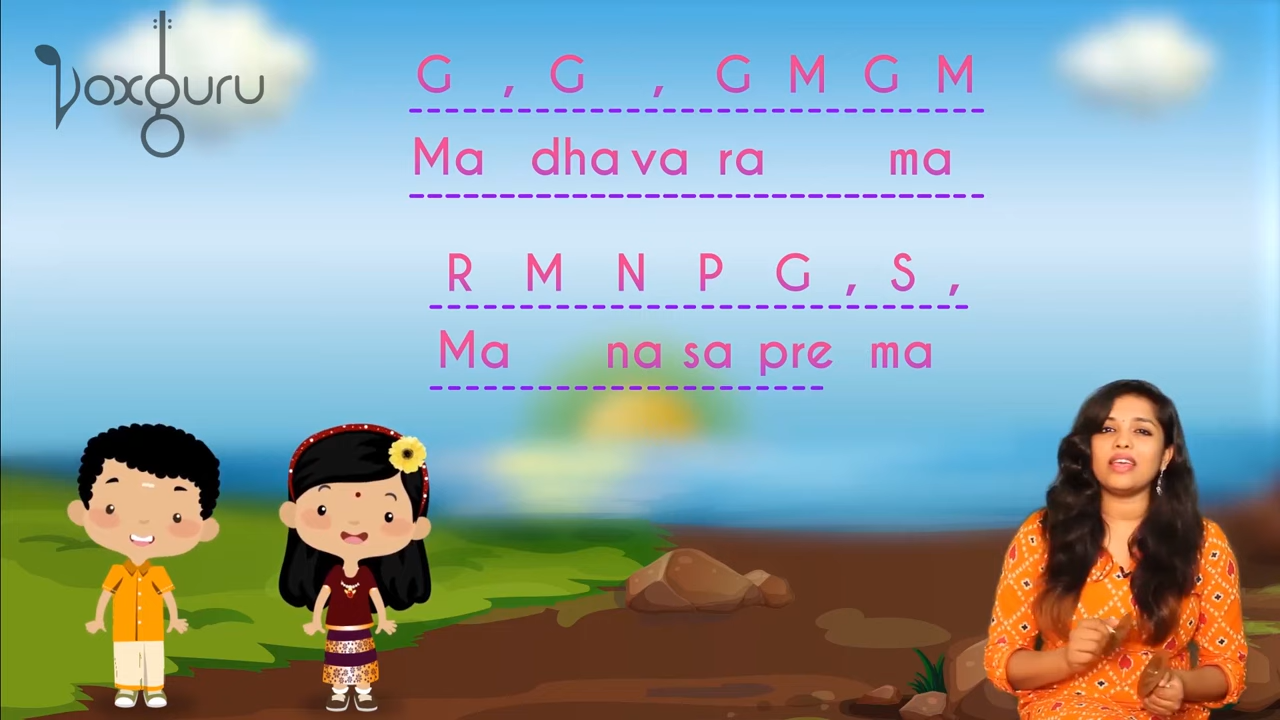 Voxguru
G , G , G M G M
Ma dha va ra ma
R M N P G , S ,
Ma na sa pre ma